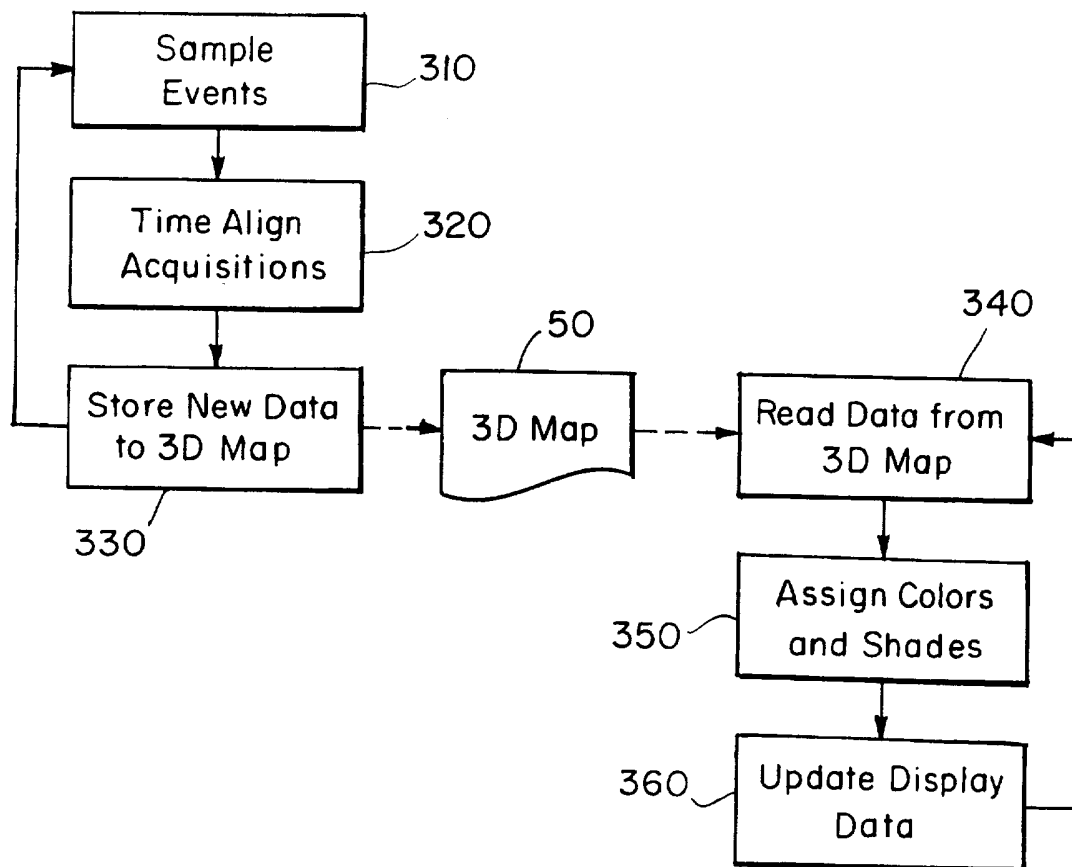 Sample
Events
310
Time Align
Acquisitions
320
Store New Data
to 3D Map
330
50
3D Map
340
Read Data from
3D Map
Assign Colors
and Shades
350
Update Display
Data
360